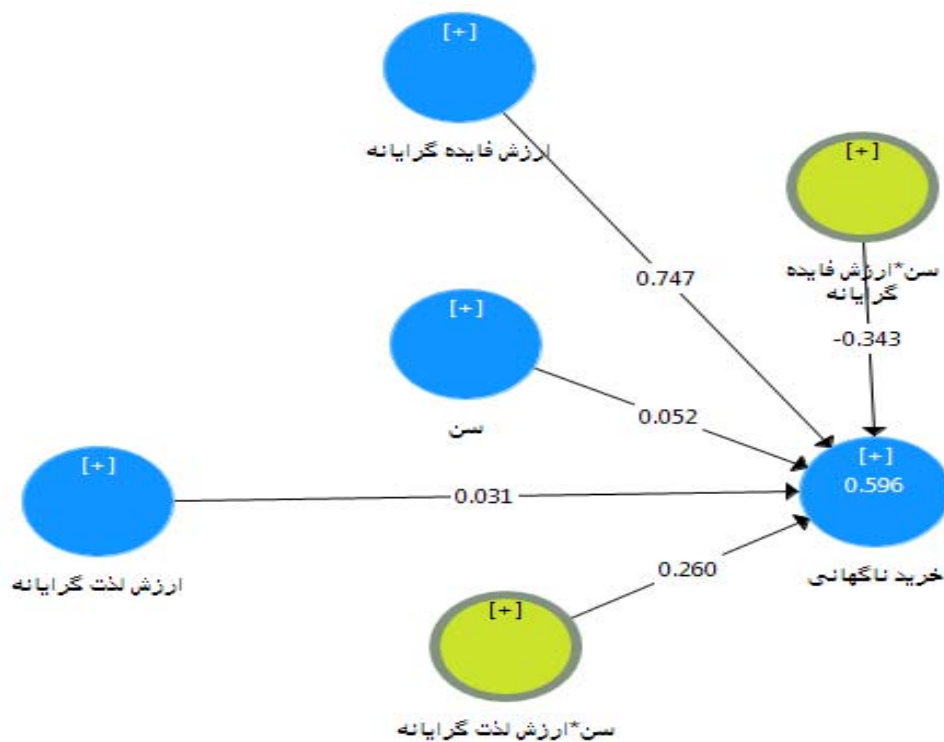 [+]
ارزش فایده گرایانه
[+]
سن*ارزش فایده
گرایانه
0.747
-0.343
[+]
سن
0.052
[+]
0.596
خرید ناگهانی
[+]
ارزش لذت گرایانه
0.031
0.260
[+]
سن*ارزش لذت گرایانه